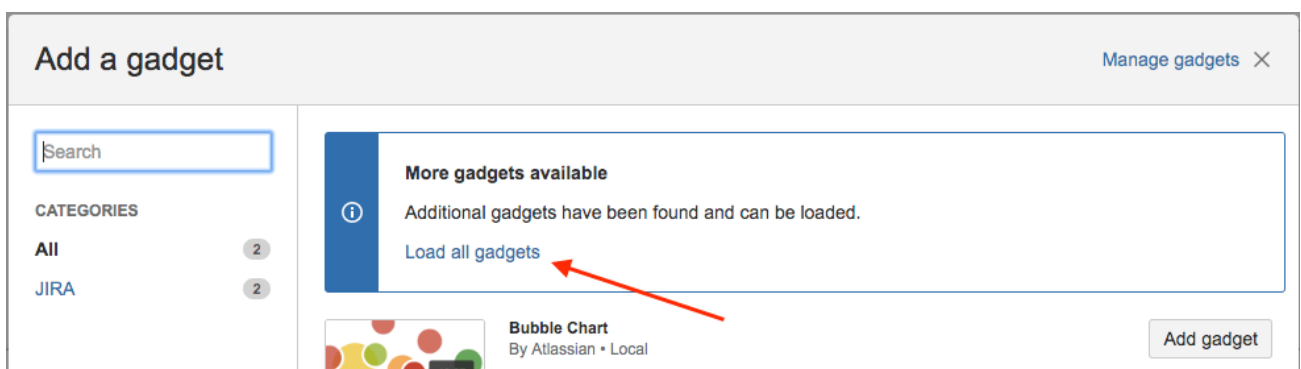 Add a gadget
Manage gadgets
Search
CATEGORIES
All 2
JIRA 2
More gadgets available
Additional gadgets have been found and can be loaded.
Load all gadgets
Bubble Chart
By Atlassian • Local
Add gadget